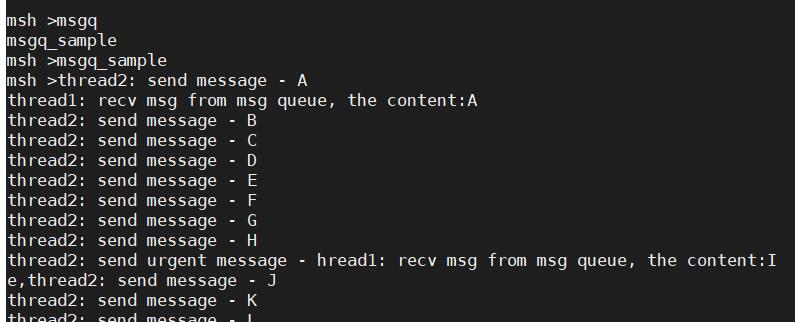 msh >msgq
msgq_sample
msh >msgq_sample
msh >thread2: send message - A
thread1: recv msg from msg queue, the content:A
thread2: send message - B
thread2: send message - C
thread2: send message - D
thread2: send message - E
thread2: send message - F
thread2: send message - G
thread2: send message - H
thread2: send urgent message - hread1: recv msg from msg queue, the content:I
e,thread2: send message - J
thread2: send message - K
thread2: send message - L